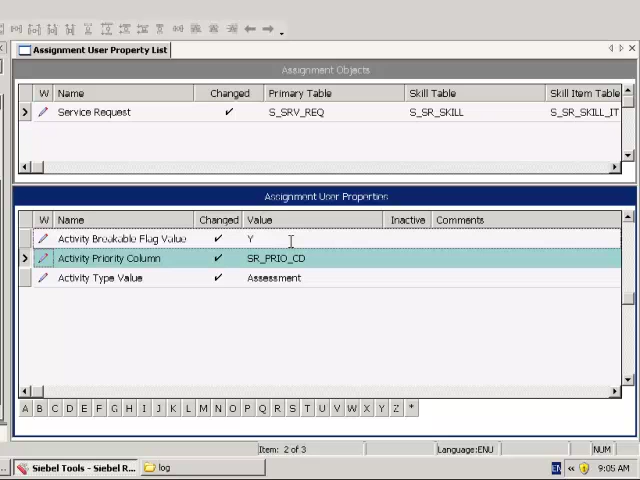 Assignment User Property List
Assignment Objects
W Name Changed Primary Table Skill Table Skill Item Table
Service Request S_SRV_REQ S_SR_SKILL S_SR_SKILL_IT
Assignment User Properties
W Name Changed Value Inactive Comments
Activity Breakable Flag Value Y
Activity Priority Column SR_PRIO_CD
Activity Type Value Assessment
A B C D E F G H I J K L M N O P Q R S T U V W X Y Z *
Item: 2 of 3 Language:ENU NUM
... Siebel Tools - Siebel R... log EN « 9:05 AM